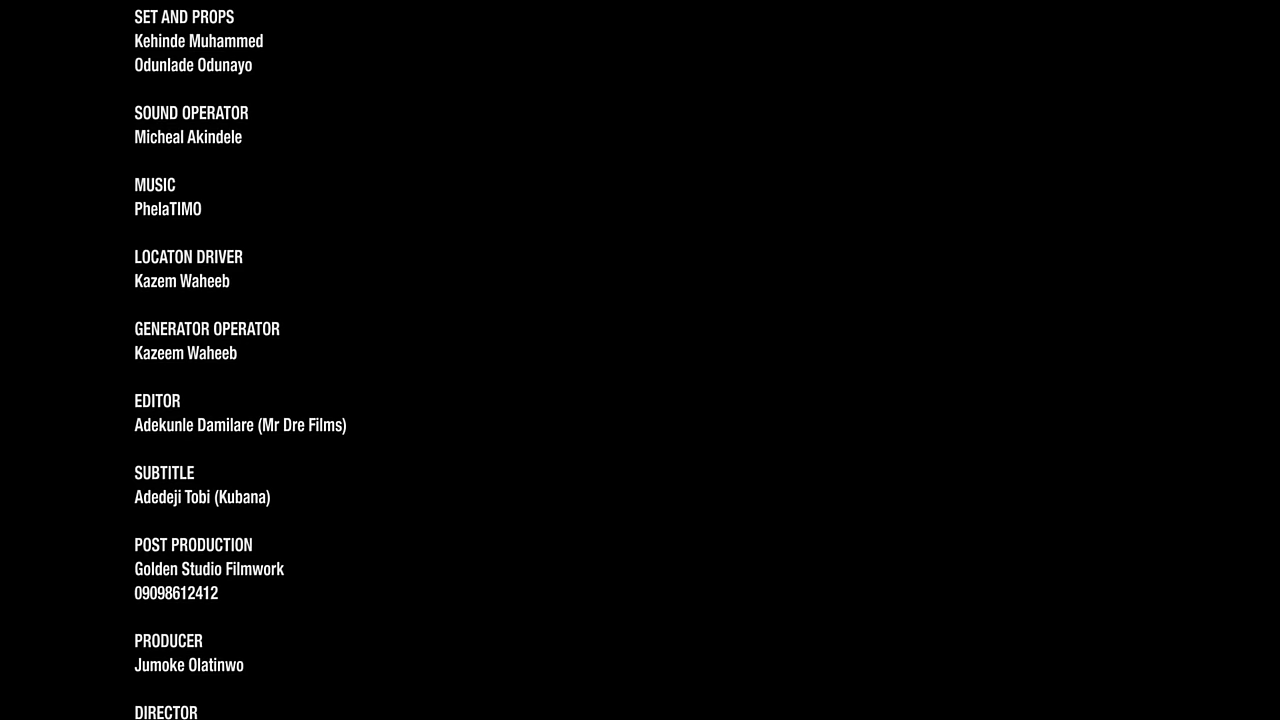 SET AND PROPS
Kehinde Muhammed
Odunlade Odunayo
SOUND OPERATOR
Micheal Akindele
MUSIC
PhelaTIMO
LOCATON DRIVER
Kazem Waheeb
GENERATOR OPERATOR
Kazeem Waheeb
EDITOR
Adekunle Damilare (Mr Dre Films)
SUBTITLE
Adedeji Tobi (Kubana)
POST PRODUCTION
Golden Studio Filmwork
09098612412
PRODUCER
Jumoke Olatinwo
DIRECTOR